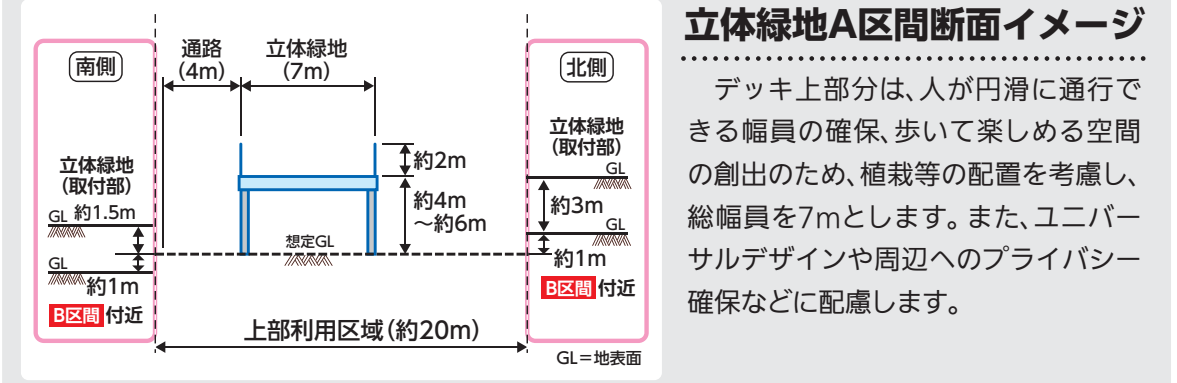 立体緑地A区間断面イメージ
デッキ上部分は、人が円滑に通行で
きる幅員の確保、歩いて楽しめる空間
の創出のため、植栽等の配置を考慮し、
総幅員を7mとします。また、ユニバー
サルデザインや周辺へのプライバシー
確保などに配慮します。
南側
通路
(4m)
立体緑地
(7m)
北側
立体緑地
(取付部)
GL 約1.5m
GL
約1m
B区間 付近
約2m
約4m
〜約6m
想定GL
立体緑地
(取付部)
GL
約3m
GL
約1m
B区間 付近
上部利用区域(約20m)
GL=地表面